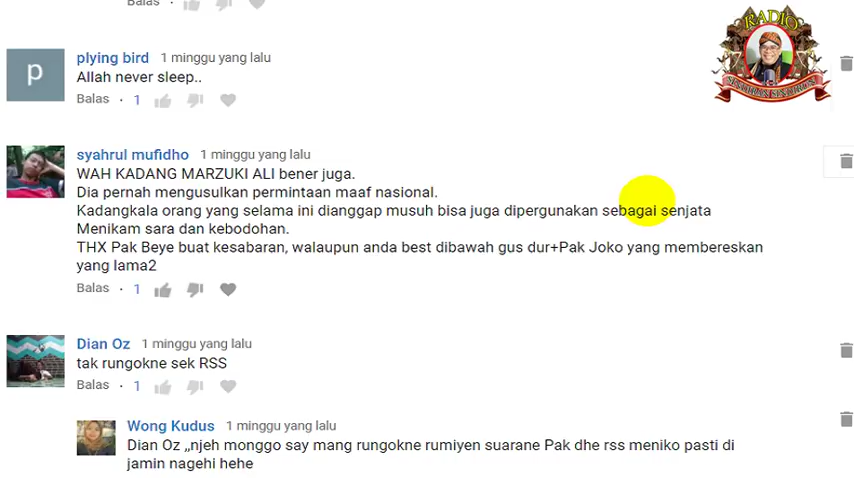 Balas
RADIO
plying bird 1 minggu yang lalu
p
Allah never sleep..
Balas · 1
syahrul mufidho 1 minggu yang lalu
WAH KADANG MARZUKI ALI bener juga.
Dia pernah mengusulkan permintaan maaf nasional.
Kadangkala orang yang selama ini dianggap musuh bisa juga dipergunakan sebagai senjata
Menikam sara dan kebodohan.
THX Pak Beye buat kesabaran, walaupun anda best dibawah gus dur+Pak Joko yang membereskan
yang lama2
Balas · 1
Dian Oz 1 minggu yang lalu
tak rungokne sek RSS
Balas · 1
Wong Kudus 1 minggu yang lalu
Dian Oz ,,njeh monggo say mang rungokne rumiyen suarane Pak dhe rss meniko pasti di
jamin nagehi hehe